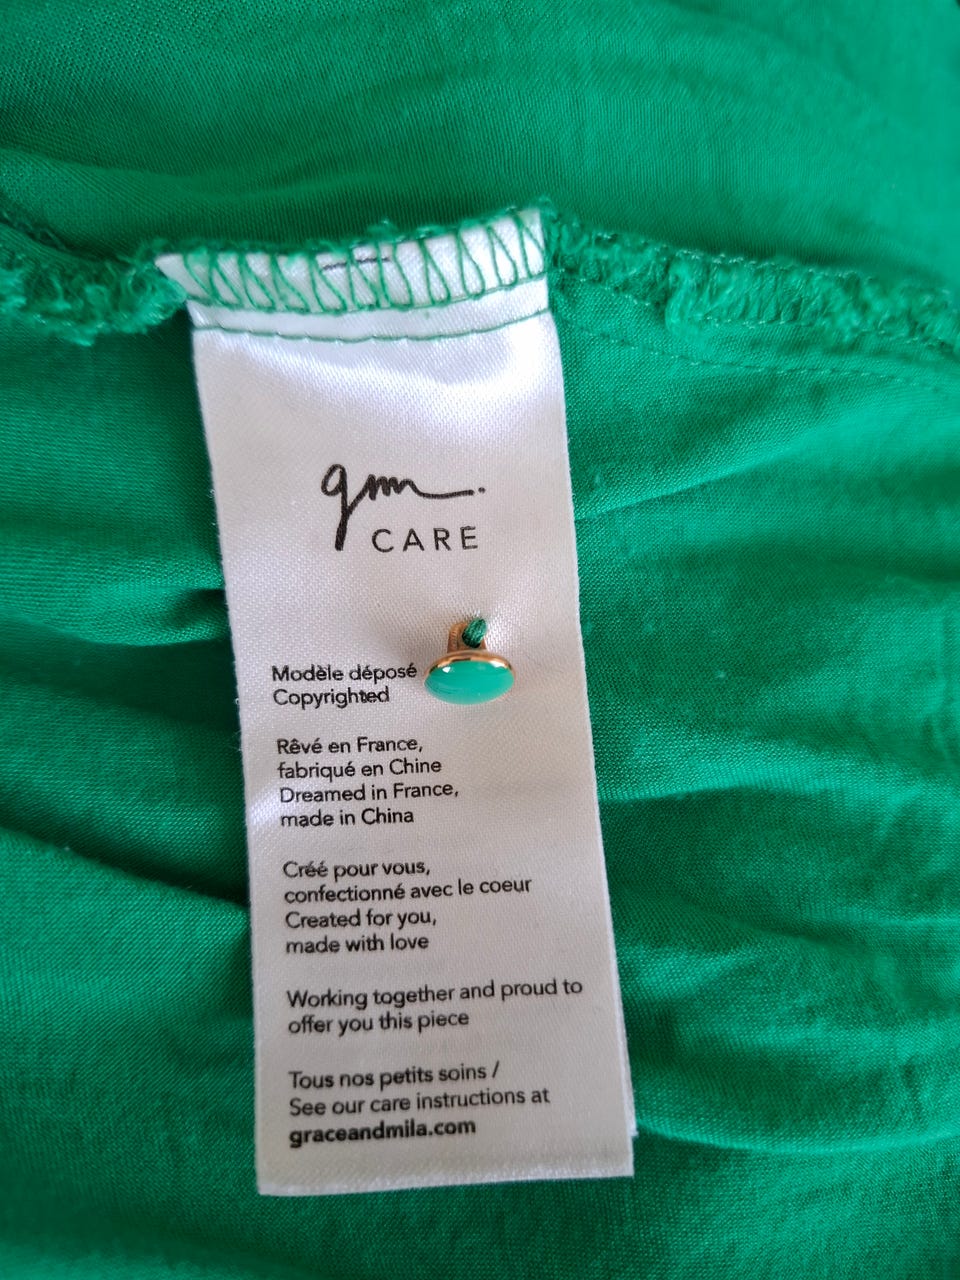 gm.
CARE
Modèle déposé
Copyrighted
Rêvé en France,
fabriqué en Chine
Dreamed in France,
made in China
Créé pour vous,
confectionné avec le coeur
Created for you,
made with love
Working together and proud to
offer you this piece
Tous nos petits soins /
See our care instructions at
graceandmila.com